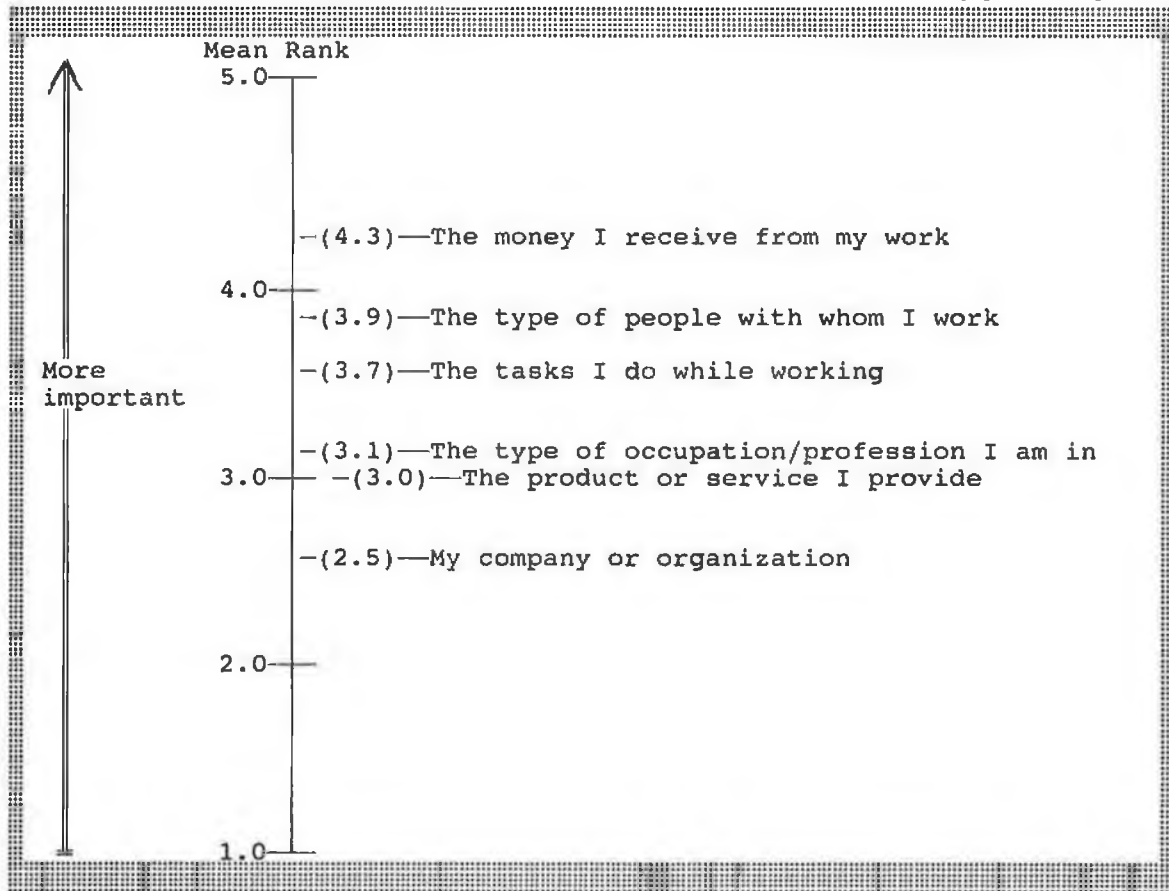 Mean Rank
5.0
-(4.3)—The money I receive from my work
4.0
-(3.9)—The type of people with whom I work
More
important
-(3.7)—The tasks I do while working
-(3.1)—The type of occupation/profession I am in
3.0
-(3.0)—The product or service I provide
-(2.5)—My company or organization
2.0
1.0